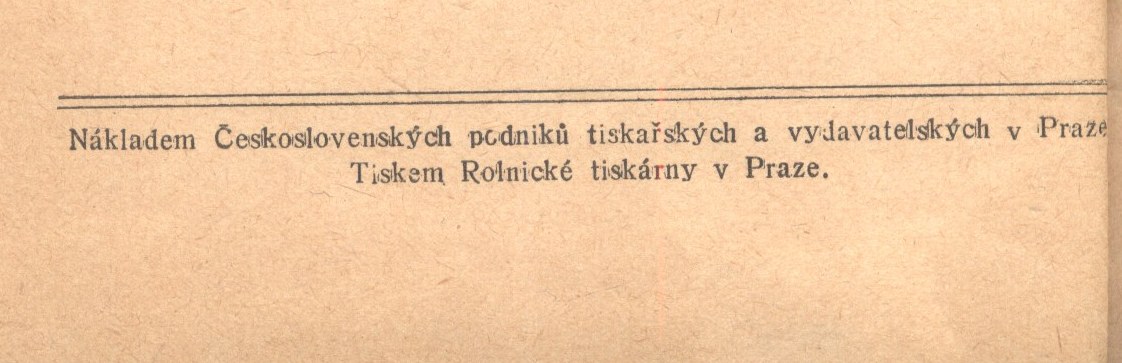 Nákladem Československých podniků tiskařských a vydavatelských v Praze
Tiskem Rolnické tiskárny v Praze.